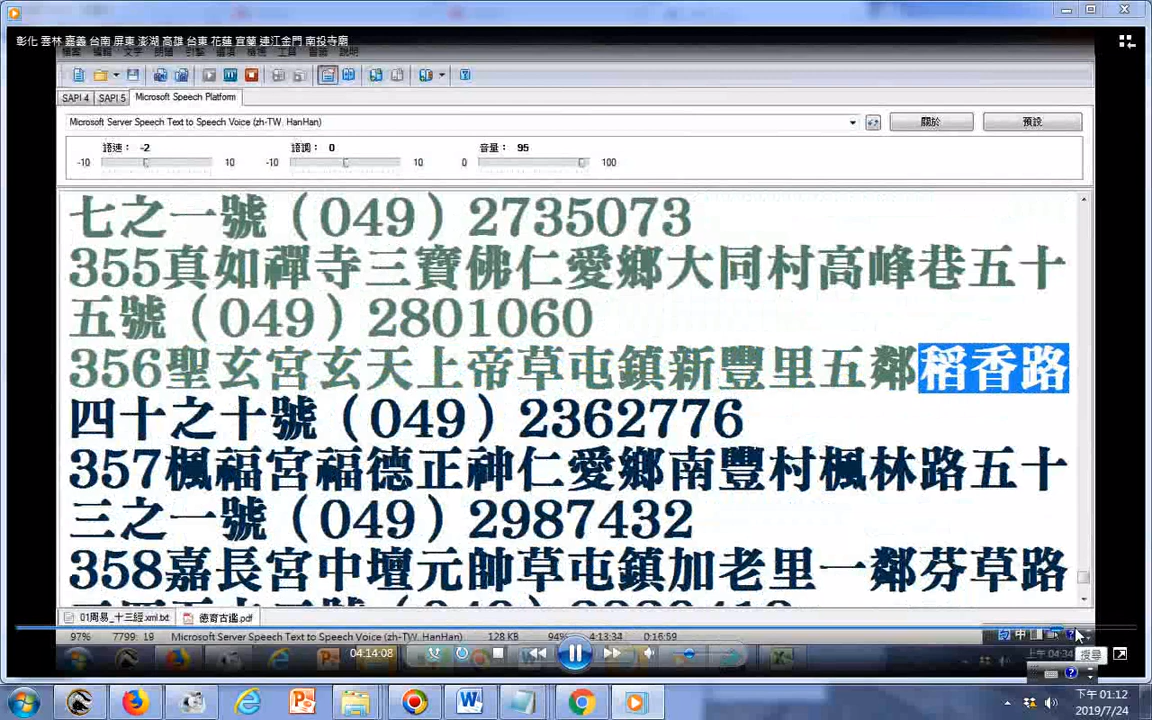 彰化 雲林 嘉義 台南 屏東 澎湖 高雄 台東 花蓮 宜蘭 連江金門 南投寺廟
SAPI 4 SAPI 5 Microsoft Speech Platform
Microsoft Server Speech Text to Speech Voice (zh-TW, HanHan) 關於 預設
語速： -2 語調： 0 音量： 95
-10 10 -10 10 0 100
七之一號（049）2735073
355真如禪寺三寶佛仁愛鄉大同村高峰巷五十
五號（049）2801060
356聖玄宮玄天上帝草屯鎮新豐里五鄰稻香路
四十之十號（049）2362776
357楓福宮福德正神仁愛鄉南豐村楓林路五十
三之一號（049）2987432
358嘉長宮中壇元帥草屯鎮加老里一鄰芬草路
01周易_十三經.xml.txt 德育古鑑.pdf
97% 7799: 19 Microsoft Server Speech Text to Speech Voice (zh-TW, HanHan) 128 KB 94% 4:13:34 0:16:59
中
04:14:08
上午 04:34
搜尋
下午 01:12
2019/7/24